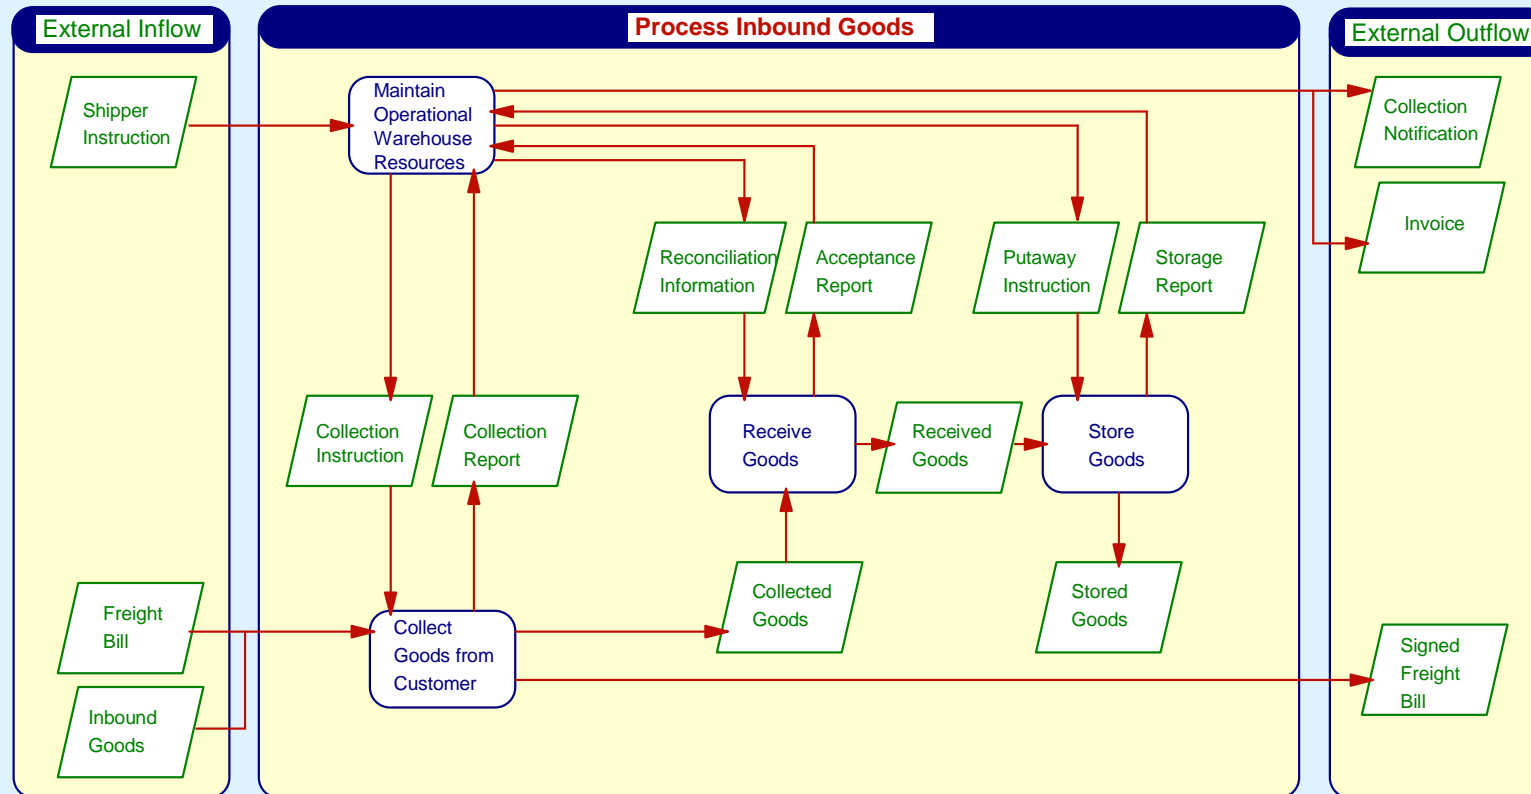 External Inflow
Process Inbound Goods
External Outflow
Shipper
Instruction
Maintain
Operational
Warehouse
Resources
Collection
Notification
Invoice
Reconciliation
Information
Acceptance
Report
Putaway
Instruction
Storage
Report
Collection
Instruction
Collection
Report
Receive
Goods
Received
Goods
Store
Goods
Freight
Bill
Collect
Goods from
Customer
Collected
Goods
Stored
Goods
Signed
Freight
Bill
Inbound
Goods